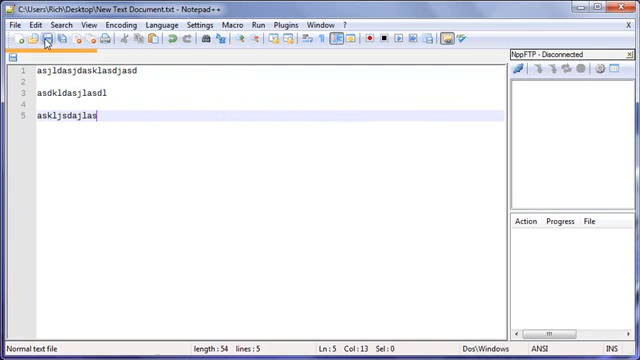 C:\Users\Rich\Desktop\New Text Document.txt - Notepad++
File Edit Search View Encoding Language Settings Macro Run Plugins Window ? X
NppFTP - Disconnected
1 asjldasjdasklasdjasd
2
3 asdkldasjlasdl
4
5 askljsdajlas
Action Progress File
Normal text file length : 54 lines : 5 Ln : 5 Col : 13 Sel : 0 Dos\Windows ANSI INS